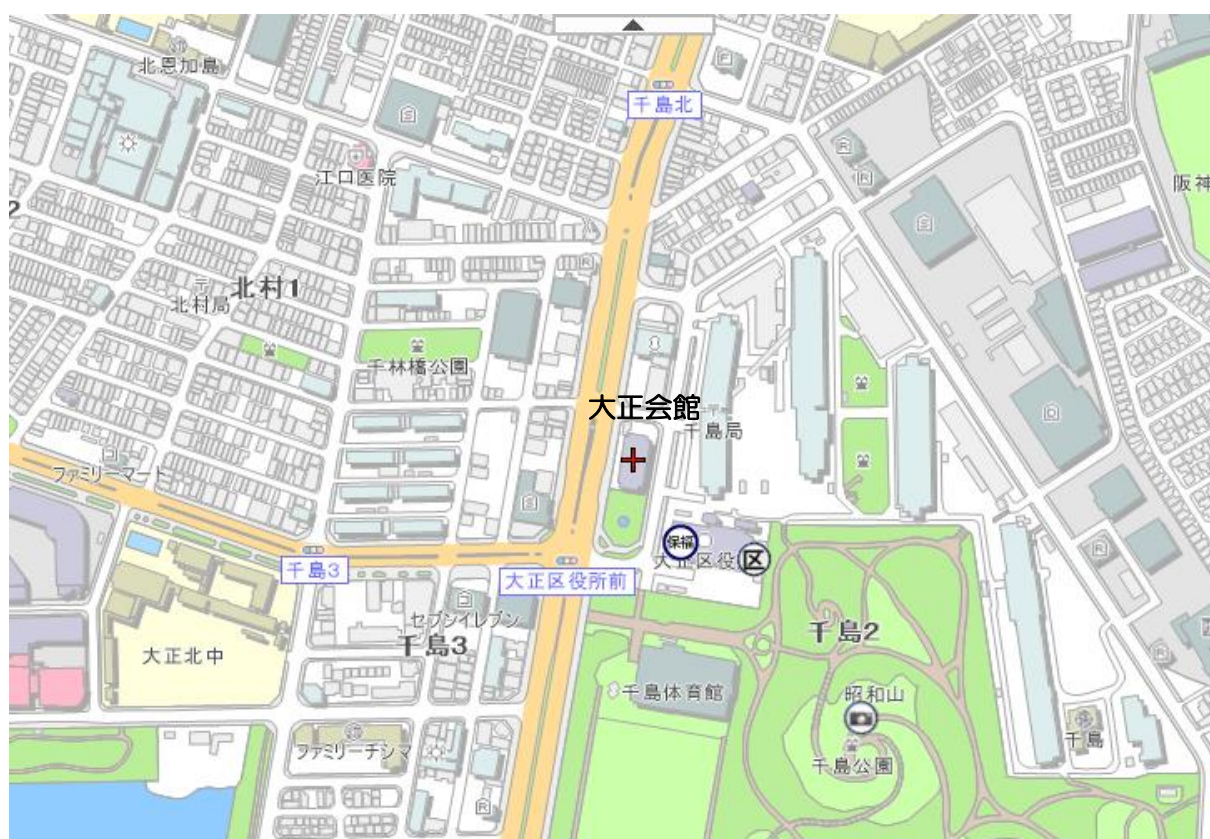 北恩加島
千島北
江口医院
阪神
2
北村1
〒
北村局
千林橋公園
大正会館
〒
千島局
ファミリーマート
保福
大正区役
区
千島3
大正区役所前
セブンイレブン
千島3
千島2
大正北中
千島体育館
昭和山
千島
ファミリーチシマ
千島公園